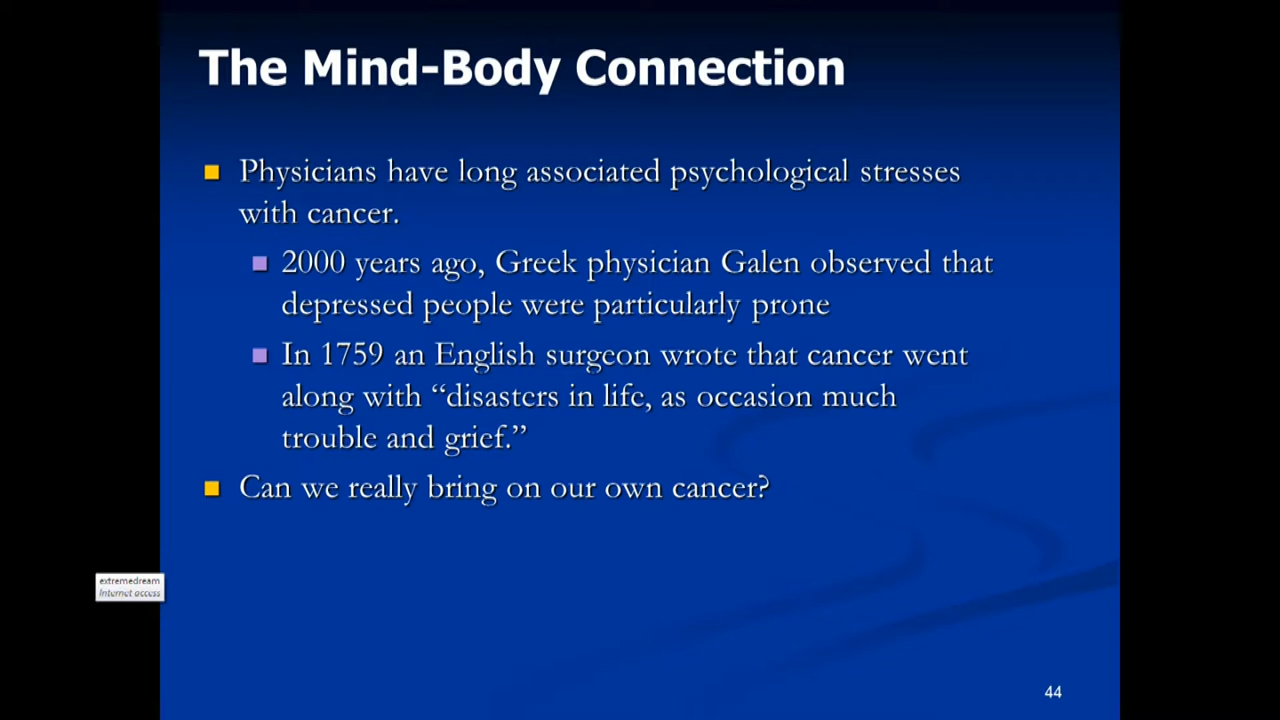 The Mind-Body Connection
Physicians have long associated psychological stresses
with cancer.
2000 years ago, Greek physician Galen observed that
depressed people were particularly prone
In 1759 an English surgeon wrote that cancer went
along with “disasters in life, as occasion much
trouble and grief.”
Can we really bring on our own cancer?
extremedream
Internet access
44